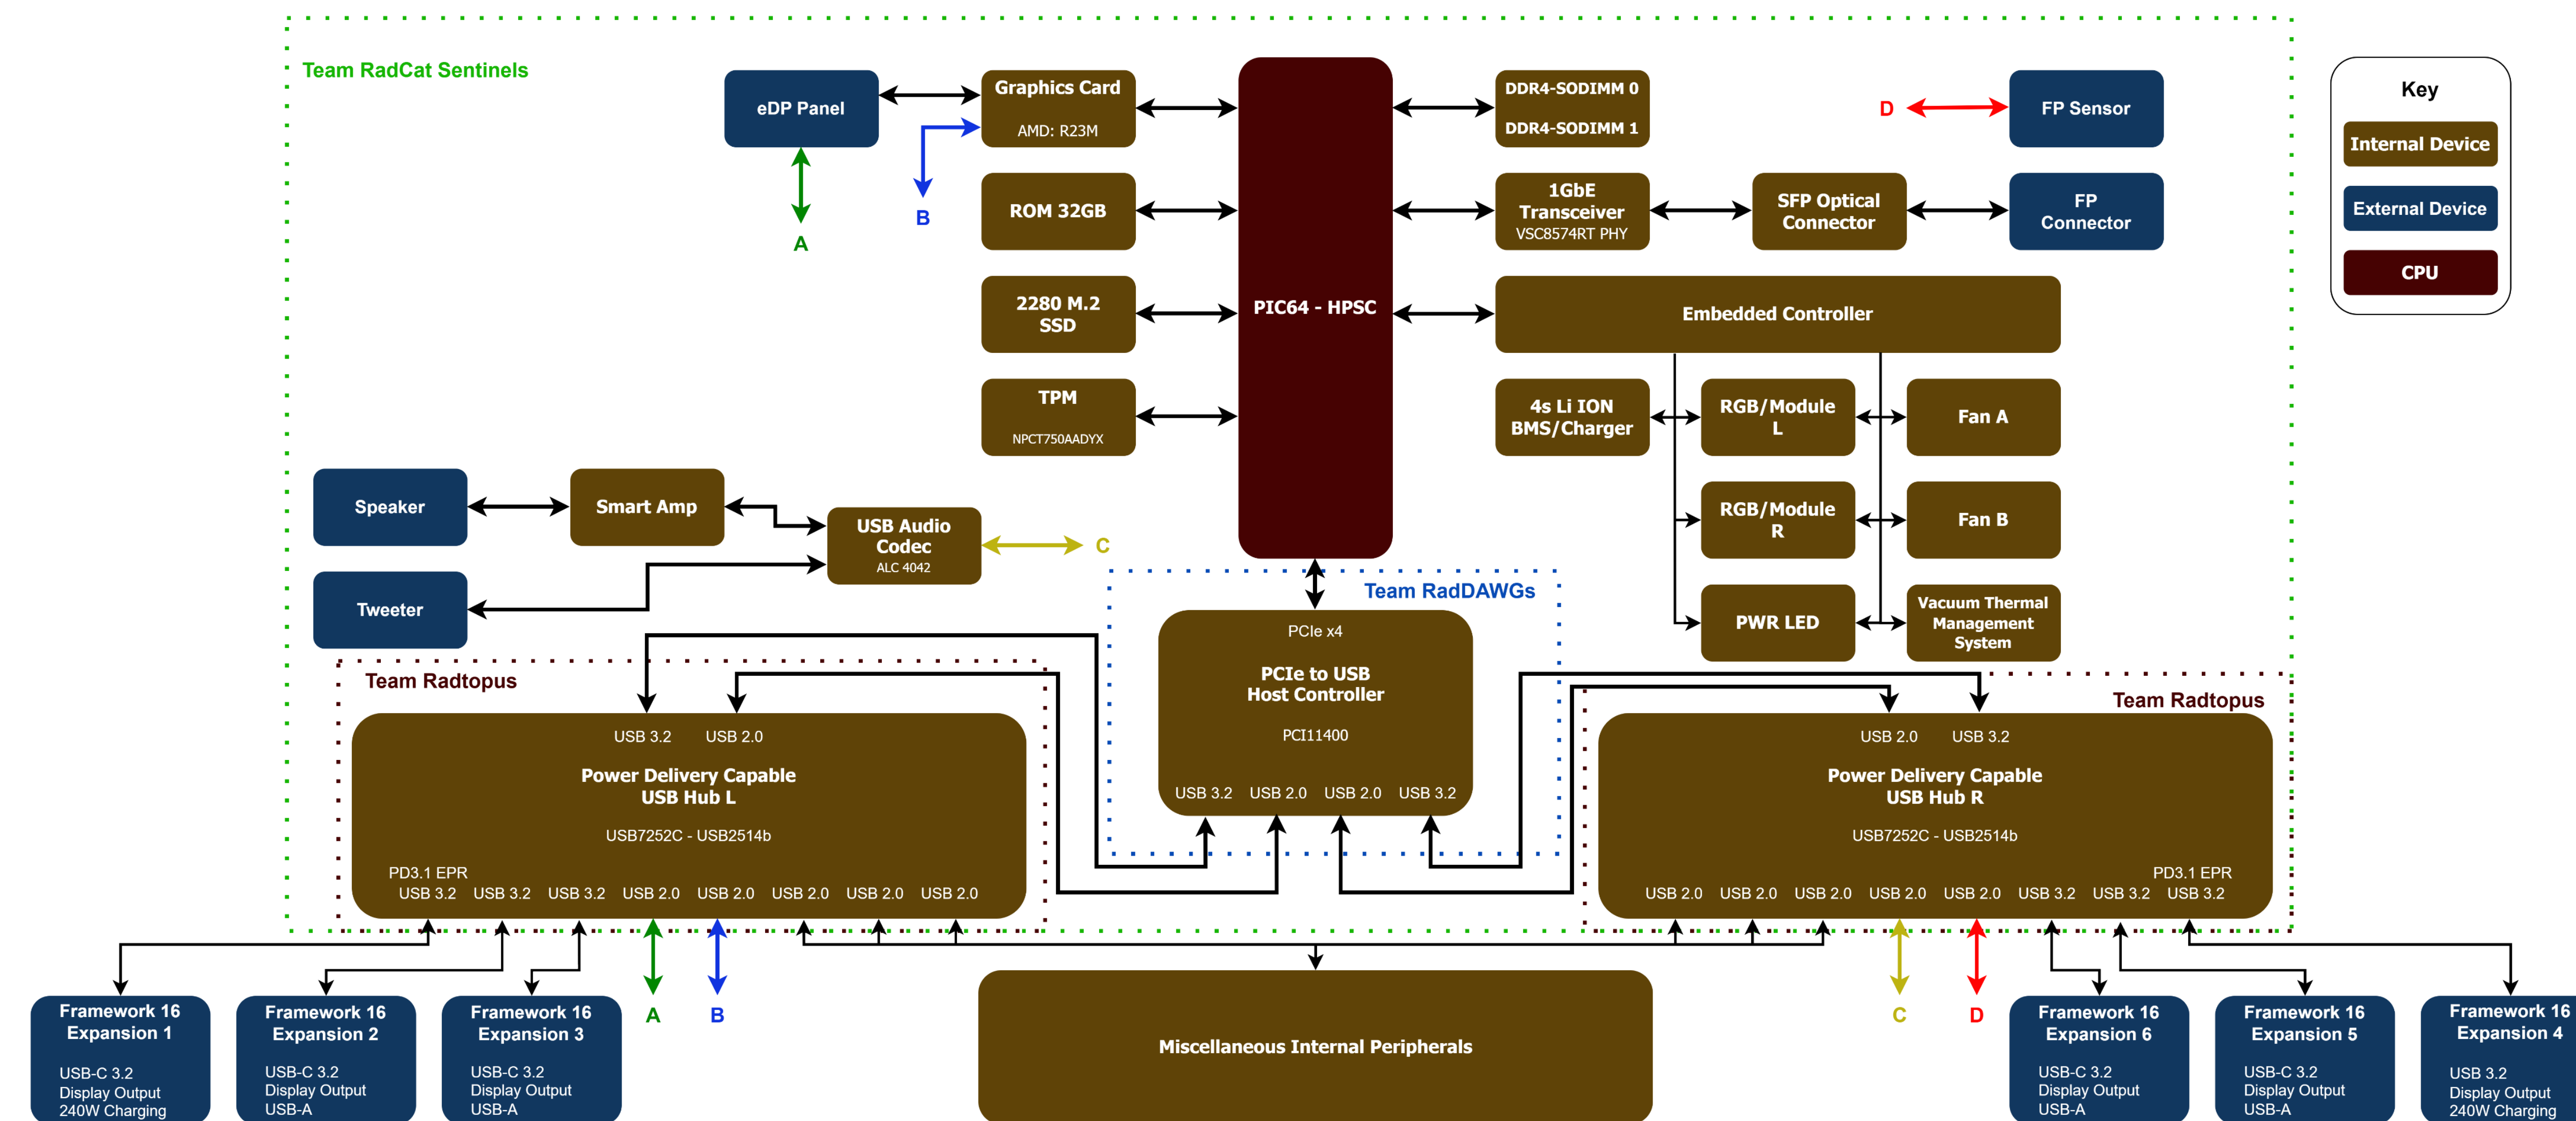 Team RadCat Sentinels
eDP Panel
Graphics Card
AMD: R23M
DDR4-SODIMM 0
DDR4-SODIMM 1
D
FP Sensor
Key
Internal Device
External Device
CPU
A
B
ROM 32GB
PIC64 - HPSC
1GbE
Transceiver
VSC8574RT PHY
SFP Optical
Connector
FP
Connector
2280 M.2
SSD
Embedded Controller
TPM
NPCT750AADYX
4s Li ION
BMS/Charger
RGB/Module
L
Fan A
Speaker
Smart Amp
USB Audio
Codec
ALC 4042
C
RGB/Module
R
Fan B
Tweeter
Team RadDAWGs
PWR LED
Vacuum Thermal
Management
System
PCIe x4
PCIe to USB
Host Controller
PCI11400
USB 3.2
USB 2.0
USB 2.0
USB 3.2
Team Radtopus
USB 3.2
USB 2.0
Power Delivery Capable
USB Hub L
USB7252C - USB2514b
PD3.1 EPR
USB 3.2
USB 3.2
USB 3.2
USB 2.0
USB 2.0
USB 2.0
USB 2.0
USB 2.0
Team Radtopus
USB 2.0
USB 3.2
Power Delivery Capable
USB Hub R
USB7252C - USB2514b
PD3.1 EPR
USB 2.0
USB 2.0
USB 2.0
USB 2.0
USB 2.0
USB 3.2
USB 3.2
USB 3.2
Framework 16
Expansion 1
USB-C 3.2
Display Output
240W Charging
Framework 16
Expansion 2
USB-C 3.2
Display Output
USB-A
Framework 16
Expansion 3
USB-C 3.2
Display Output
USB-A
A
B
Miscellaneous Internal Peripherals
C
D
Framework 16
Expansion 6
USB-C 3.2
Display Output
USB-A
Framework 16
Expansion 5
USB-C 3.2
Display Output
USB-A
Framework 16
Expansion 4
USB 3.2
Display Output
240W Charging